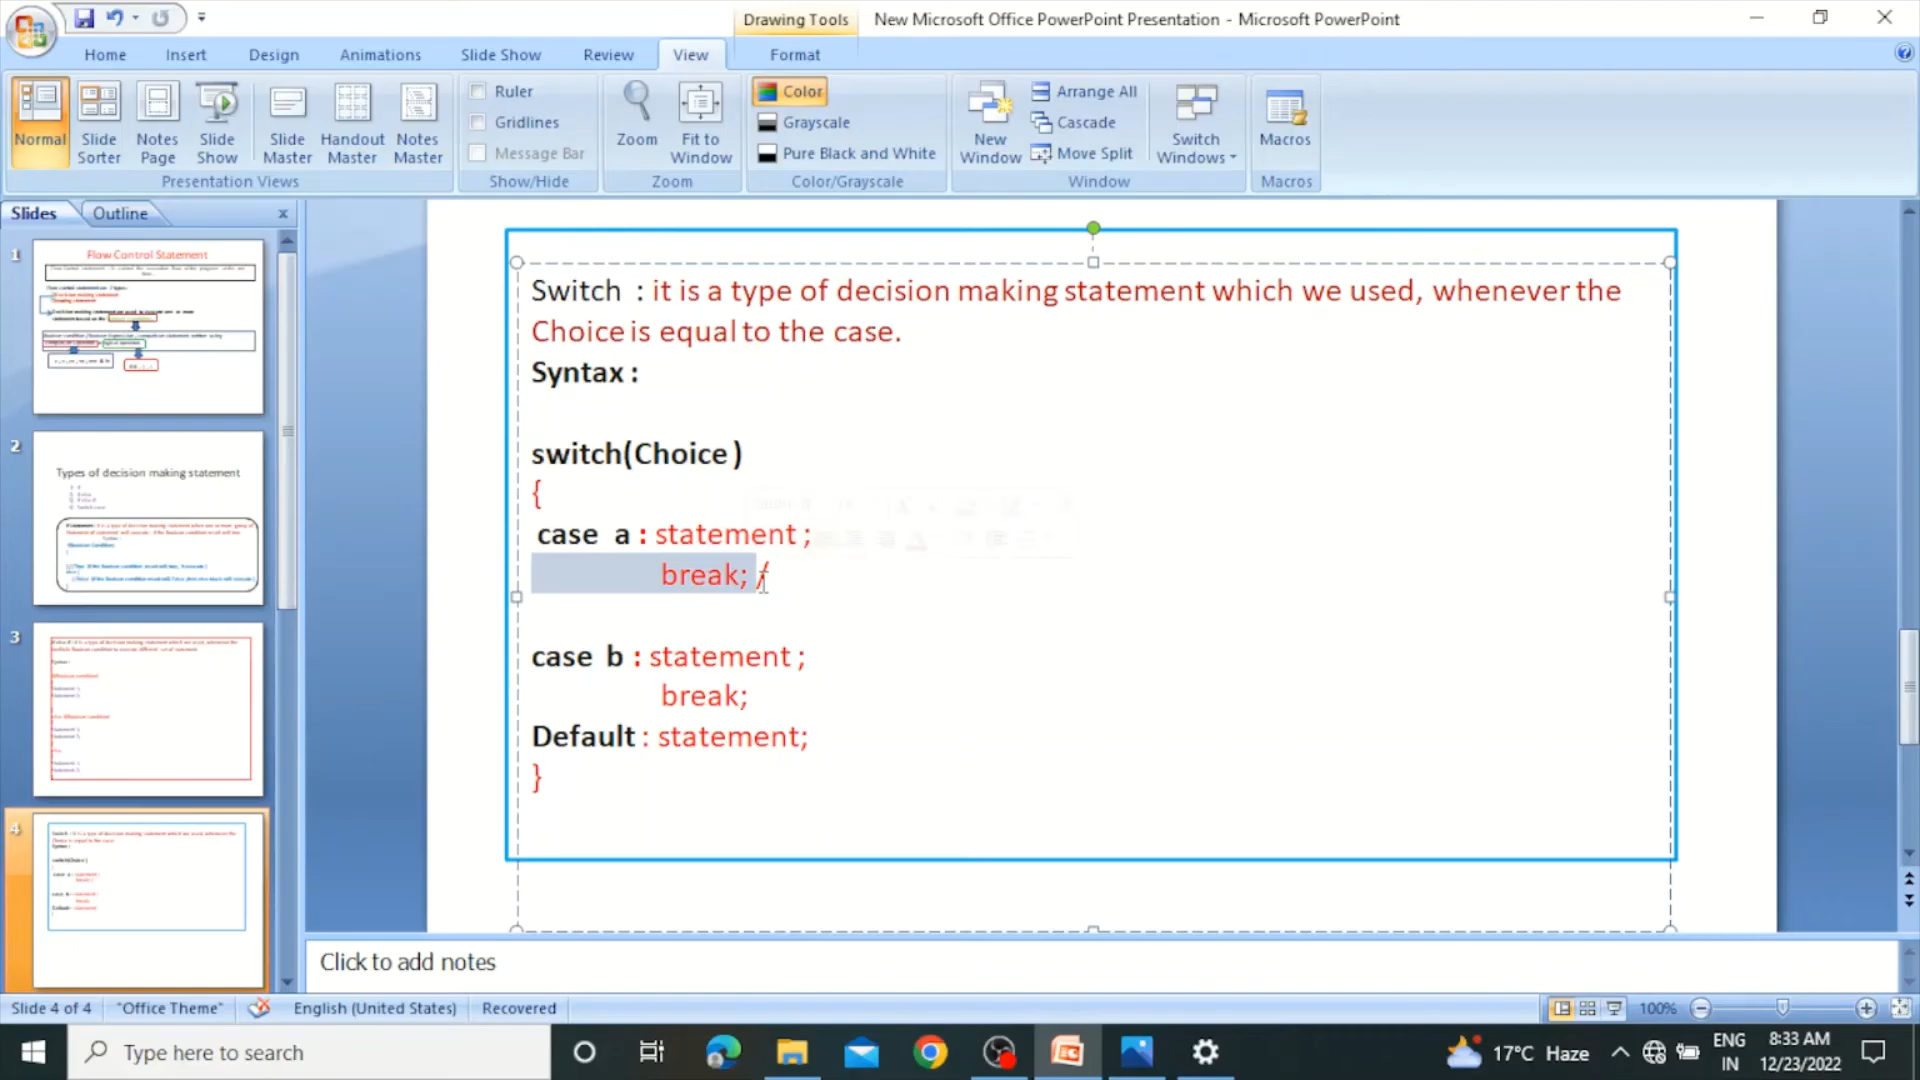 Drawing Tools
New Microsoft Office PowerPoint Presentation - Microsoft PowerPoint
Home
Insert
Design
Animations
Slide Show
Review
View
Format
Normal
Slide Sorter
Notes Page
Slide Show
Slide Master
Handout Master
Notes Master
Presentation Views
Ruler
Gridlines
Message Bar
Show/Hide
Zoom
Fit to Window
Zoom
Color
Grayscale
Pure Black and White
Color/Grayscale
New Window
Arrange All
Cascade
Move Split
Switch Windows
Window
Macros
Macros
Slides
Outline
1
Flow Control Statement
2
Types of decision making statement
3
4
Switch : it is a type of decision making statement which we used, whenever the
Choice is equal to the case.
Syntax :
switch(Choice )
{
case a : statement ;
break; /
case b : statement ;
break;
Default : statement;
}
Click to add notes
Slide 4 of 4
"Office Theme"
English (United States)
Recovered
100%
Type here to search
17°C Haze
ENG
IN
8:33 AM
12/23/2022